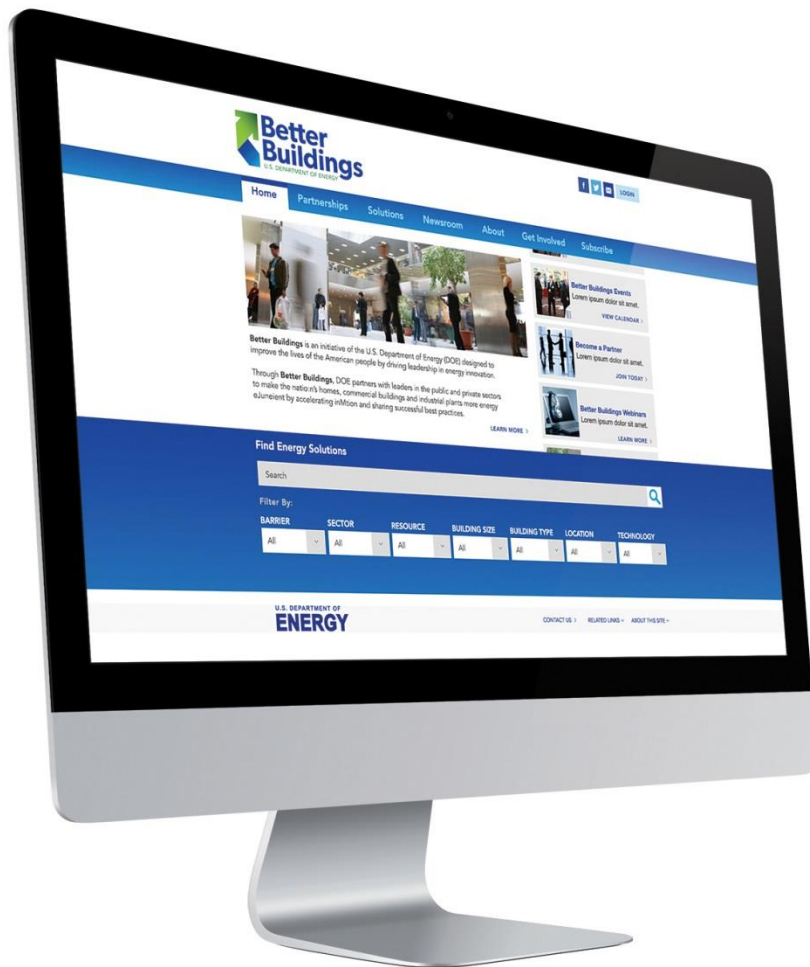 Better
Buildings
U.S. DEPARTMENT OF ENERGY
LOGIN
Home Partnerships Solutions Newsroom About Get Involved Subscribe
Better Buildings is an initiative of the U.S. Department of Energy (DOE) designed to
improve the lives of the American people by driving leadership in energy innovation.
Through Better Buildings, DOE partners with leaders in the public and private sectors
to make the nation's homes, commercial buildings and industrial plants more energy
eJuneient by accelerating inMtion and sharing successful best practices.
LEARN MORE >
Better Buildings Events
Lorem ipsum dolor sit amet.
VIEW CALENDAR >
Become a Partner
Lorem ipsum dolor sit amet.
JOIN TODAY >
Better Buildings Webinars
Lorem ipsum dolor sit amet.
LEARN MORE >
Find Energy Solutions
Search
Filter By:
BARRIER SECTOR RESOURCE BUILDING SIZE BUILDING TYPE LOCATION TECHNOLOGY
All All All All All All All
U.S. DEPARTMENT OF
ENERGY
CONTACT US > RELATED LINKS ABOUT THIS SITE